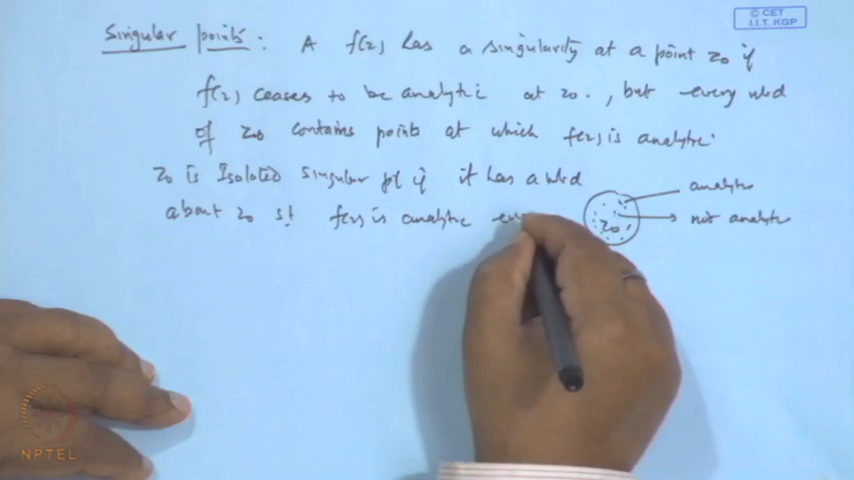 © CET
I.I.T. KGP
Singular points : A f(z) has a singularity at a point z0 if
f(z) ceases to be analytic at z0 ., but every nbd
of z0 contains points at which f(z) is analytic.
z0 is Isolated singular pt if it has a nbd
about z0 s! f(z) is analytic eve
analytic
z0
not analytic
NPTEL